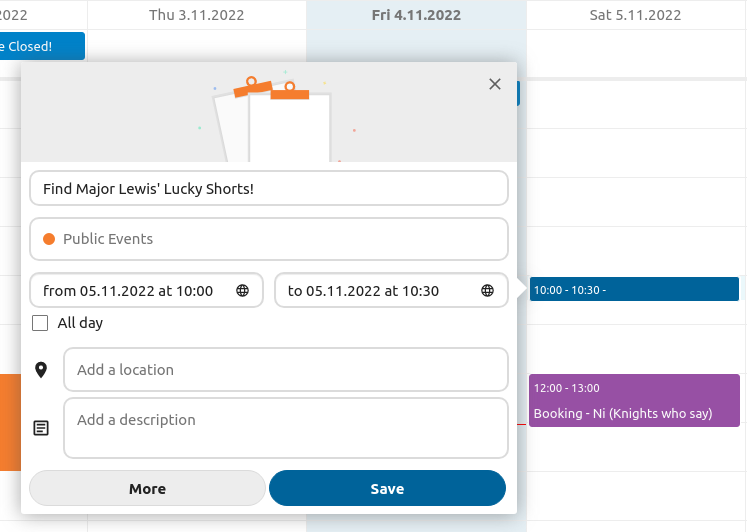 2022
Thu 3.11.2022
Fri 4.11.2022
Sat 5.11.2022
e Closed!
Find Major Lewis' Lucky Shorts!
Public Events
from 05.11.2022 at 10:00
to 05.11.2022 at 10:30
10:00 - 10:30 -
All day
Add a location
12:00 - 13:00
Booking - Ni (Knights who say)
Add a description
More
Save